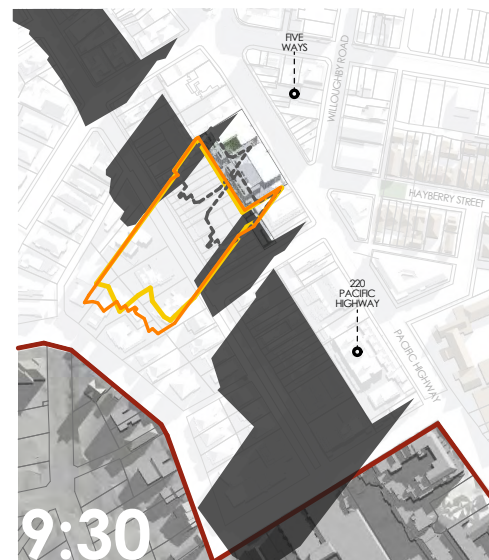 FIVE
WAYS
WILLOUGHBY ROAD
HAYBERRY STREET
220
PACIFIC
HIGHWAY
PACIFIC HIGHWAY
9:30